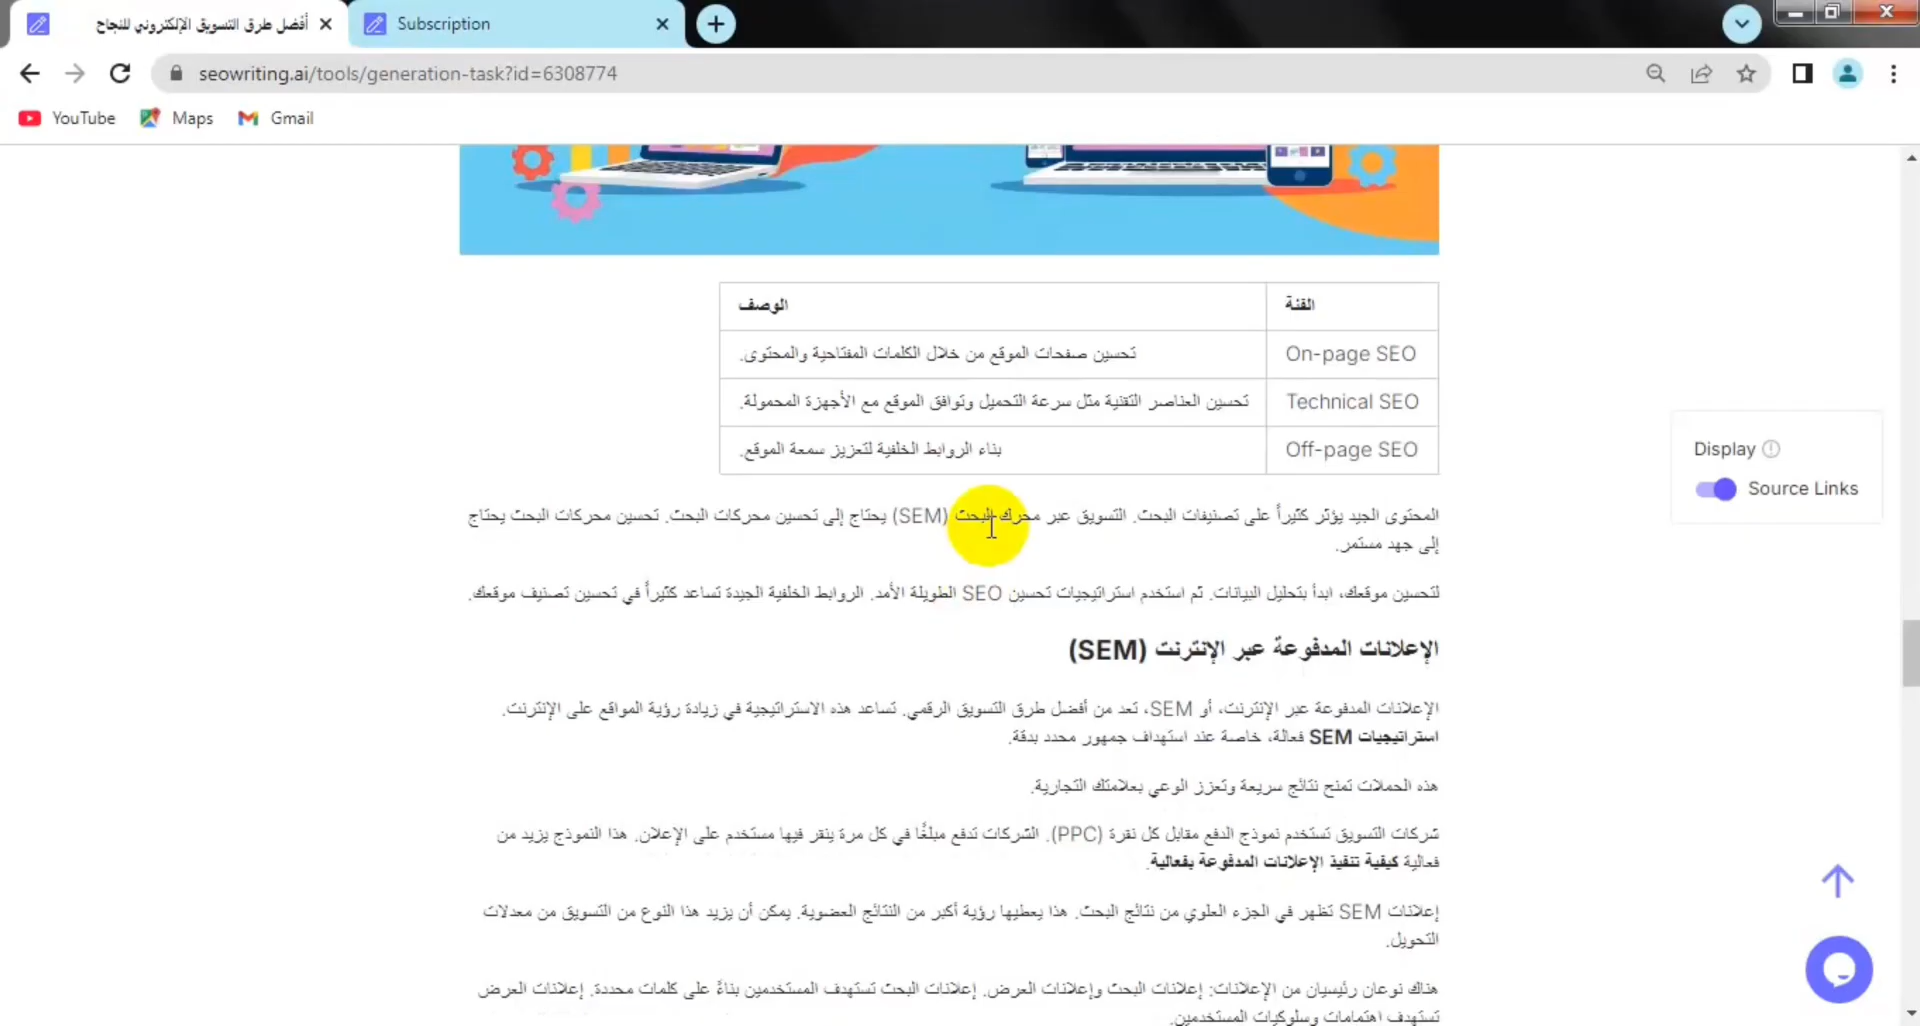 أفضل طرق التسويق الإلكتروني للنجاح
Subscription
seowriting.ai/tools/generation-task?id=6308774
YouTube
Maps
Gmail
الفئة الوصف
On-page SEO تحسين صفحات الموقع من خلال الكلمات المفتاحية والمحتوى.
Technical SEO تحسين العناصر التقنية مثل سرعة التحميل وتوافق الموقع مع الأجهزة المحمولة.
Off-page SEO بناء الروابط الخلفية لتعزيز سمعة الموقع.
Display
Source Links
المحتوى الجيد يؤثر كثيراً على تصنيفات البحث. التسويق عبر محرك البحث (SEM) يحتاج إلى تحسين محركات البحث. تحسين محركات البحث يحتاج
إلى جهد مستمر.
لتحسين موقعك، ابدأ بتحليل البيانات. ثم استخدم استراتيجيات تحسين SEO الطويلة الأمد. الروابط الخلفية الجيدة تساعد كثيراً في تحسين تصنيف موقعك.
الإعلانات المدفوعة عبر الإنترنت (SEM)
الإعلانات المدفوعة عبر الإنترنت، أو SEM، تعد من أفضل طرق التسويق الرقمي. تساعد هذه الاستراتيجية في زيادة رؤية المواقع على الإنترنت.
استراتيجيات SEM فعالة، خاصة عند استهداف جمهور محدد بدقة.
هذه الحملات تمنح نتائج سريعة وتعزز الوعي بعلامتك التجارية.
شركات التسويق تستخدم نموذج الدفع مقابل كل نقرة (PPC). الشركات تدفع مبلغًا في كل مرة ينقر فيها مستخدم على الإعلان. هذا النموذج يزيد من
فعالية كيفية تنفيذ الإعلانات المدفوعة بفعالية.
إعلانات SEM تظهر في الجزء العلوي من نتائج البحث. هذا يعطيها رؤية أكبر من النتائج العضوية. يمكن أن يزيد هذا النوع من التسويق من معدلات
التحويل.
هناك نوعان رئيسيان من الإعلانات: إعلانات البحث وإعلانات العرض. إعلانات البحث تستهدف المستخدمين بناءً على كلمات محددة. إعلانات العرض
تستهدف اهتمامات وسلوكيات المستخدمين.